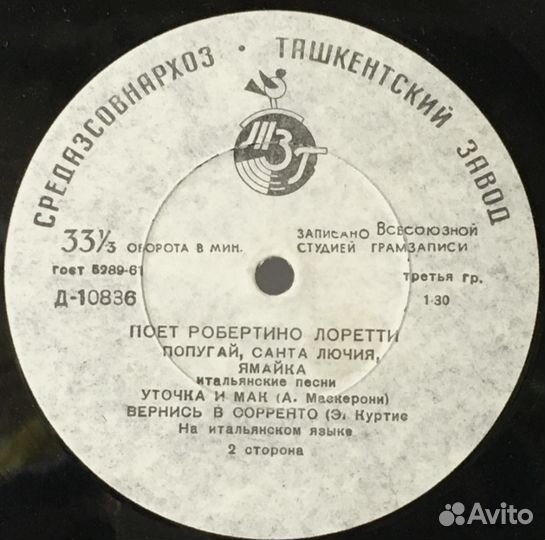 СРЕДАЗСОВНАРХОЗ • ТАШКЕНТСКИЙ ЗАВОД
ТЗГ
33⅓ ОБОРОТА В МИН.
ЗАПИСАНО ВСЕСОЮЗНОЙ
СТУДИЕЙ ГРАМЗАПИСИ
ГОСТ 5289-61
ТРЕТЬЯ ГР.
Д-10836
1-30
ПОЕТ РОБЕРТИНО ЛОРЕТТИ
ПОПУГАЙ, САНТА ЛЮЧИЯ,
ЯМАЙКА
итальянские песни
УТОЧКА И МАК (А. Маскерони)
ВЕРНИСЬ В СОРРЕНТО (Э. Куртис
На итальянском языке
2 сторона
Avito